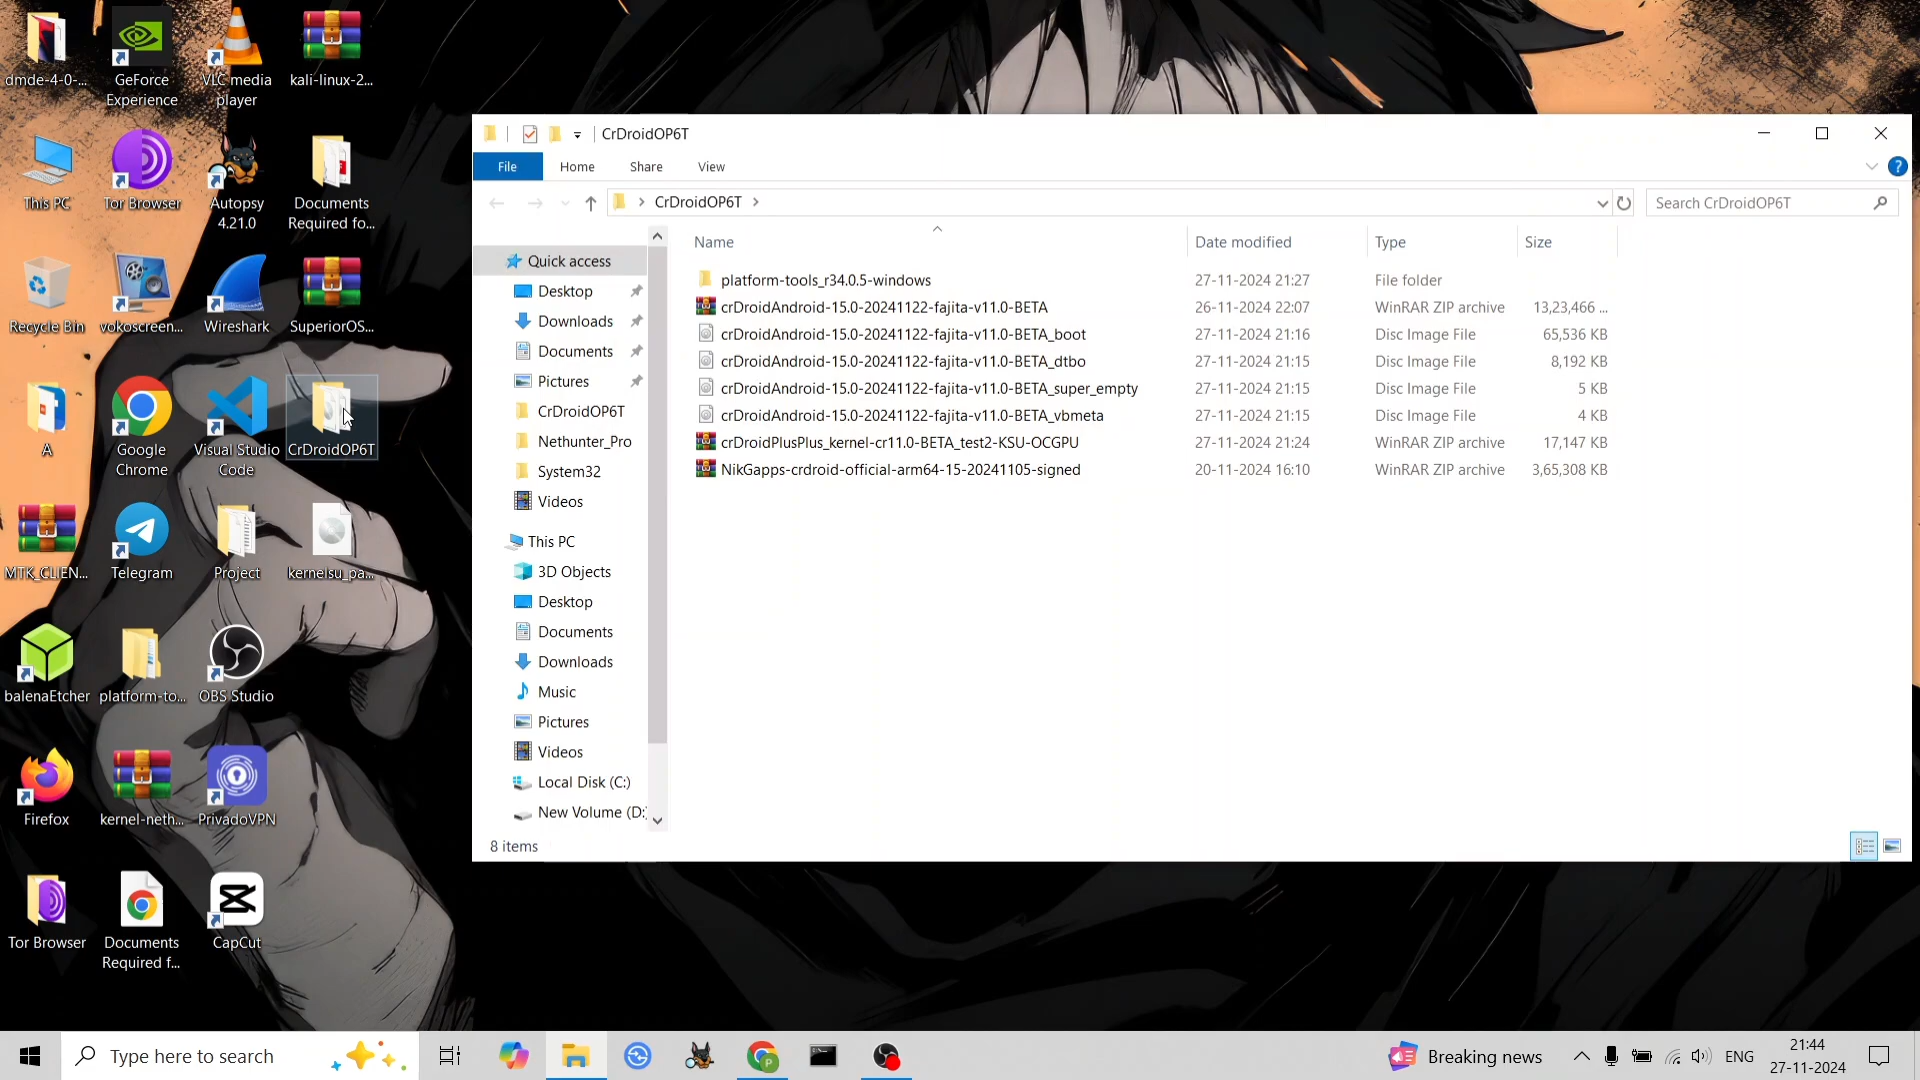 dmde-4-0-...
GeForce
Experience
VLC media
player
kali-linux-2...
This PC
Tor Browser
Autopsy
4.21.0
Documents
Required fo...
Recycle Bin
vokoscreen...
Wireshark
SuperiorOS...
A
Google
Chrome
Visual Studio
Code
CrDroidOP6T
MTK_CLIEN...
Telegram
Project
kernelsu_pa...
balenaEtcher
platform-to...
OBS Studio
Firefox
kernel-neth...
PrivadoVPN
Tor Browser
Documents
Required f...
CapCut
CrDroidOP6T
File
Home
Share
View
CrDroidOP6T
Search CrDroidOP6T
Quick access
Desktop
Downloads
Documents
Pictures
CrDroidOP6T
Nethunter_Pro
System32
Videos
This PC
3D Objects
Desktop
Documents
Downloads
Music
Pictures
Videos
Local Disk (C:)
New Volume (D:
Name Date modified Type Size
platform-tools_r34.0.5-windows 27-11-2024 21:27 File folder
crDroidAndroid-15.0-20241122-fajita-v11.0-BETA 26-11-2024 22:07 WinRAR ZIP archive 13,23,466 ...
crDroidAndroid-15.0-20241122-fajita-v11.0-BETA_boot 27-11-2024 21:16 Disc Image File 65,536 KB
crDroidAndroid-15.0-20241122-fajita-v11.0-BETA_dtbo 27-11-2024 21:15 Disc Image File 8,192 KB
crDroidAndroid-15.0-20241122-fajita-v11.0-BETA_super_empty 27-11-2024 21:15 Disc Image File 5 KB
crDroidAndroid-15.0-20241122-fajita-v11.0-BETA_vbmeta 27-11-2024 21:15 Disc Image File 4 KB
crDroidPlusPlus_kernel-cr11.0-BETA_test2-KSU-OCGPU 27-11-2024 21:24 WinRAR ZIP archive 17,147 KB
NikGapps-crdroid-official-arm64-15-20241105-signed 20-11-2024 16:10 WinRAR ZIP archive 3,65,308 KB
8 items
Type here to search
Breaking news
ENG
21:44
27-11-2024